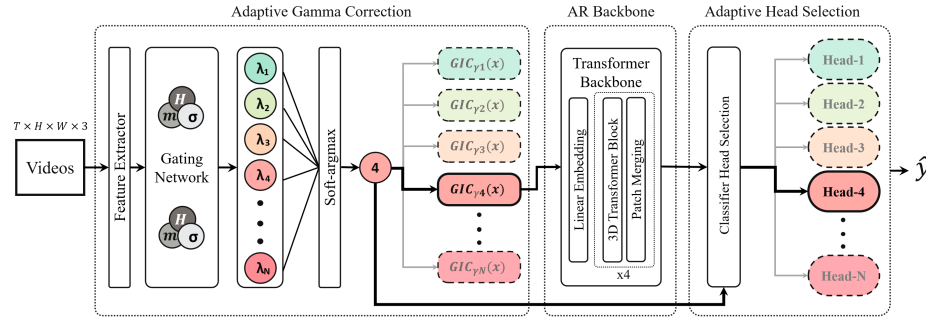 Adaptive Gamma Correction
AR Backbone
Adaptive Head Selection
T × H × W × 3
Videos
Feature Extractor
H
m
σ
Gating
Network
H
m
σ
λ1
λ2
λ3
λ4
λN
Soft-argmax
4
GICγ1(x)
GICγ2(x)
GICγ3(x)
GICγ4(x)
GICγN(x)
Transformer
Backbone
Linear Embedding
3D Transformer Block
Patch Merging
x4
Classifier Head Selection
Head-1
Head-2
Head-3
Head-4
Head-N
ŷ